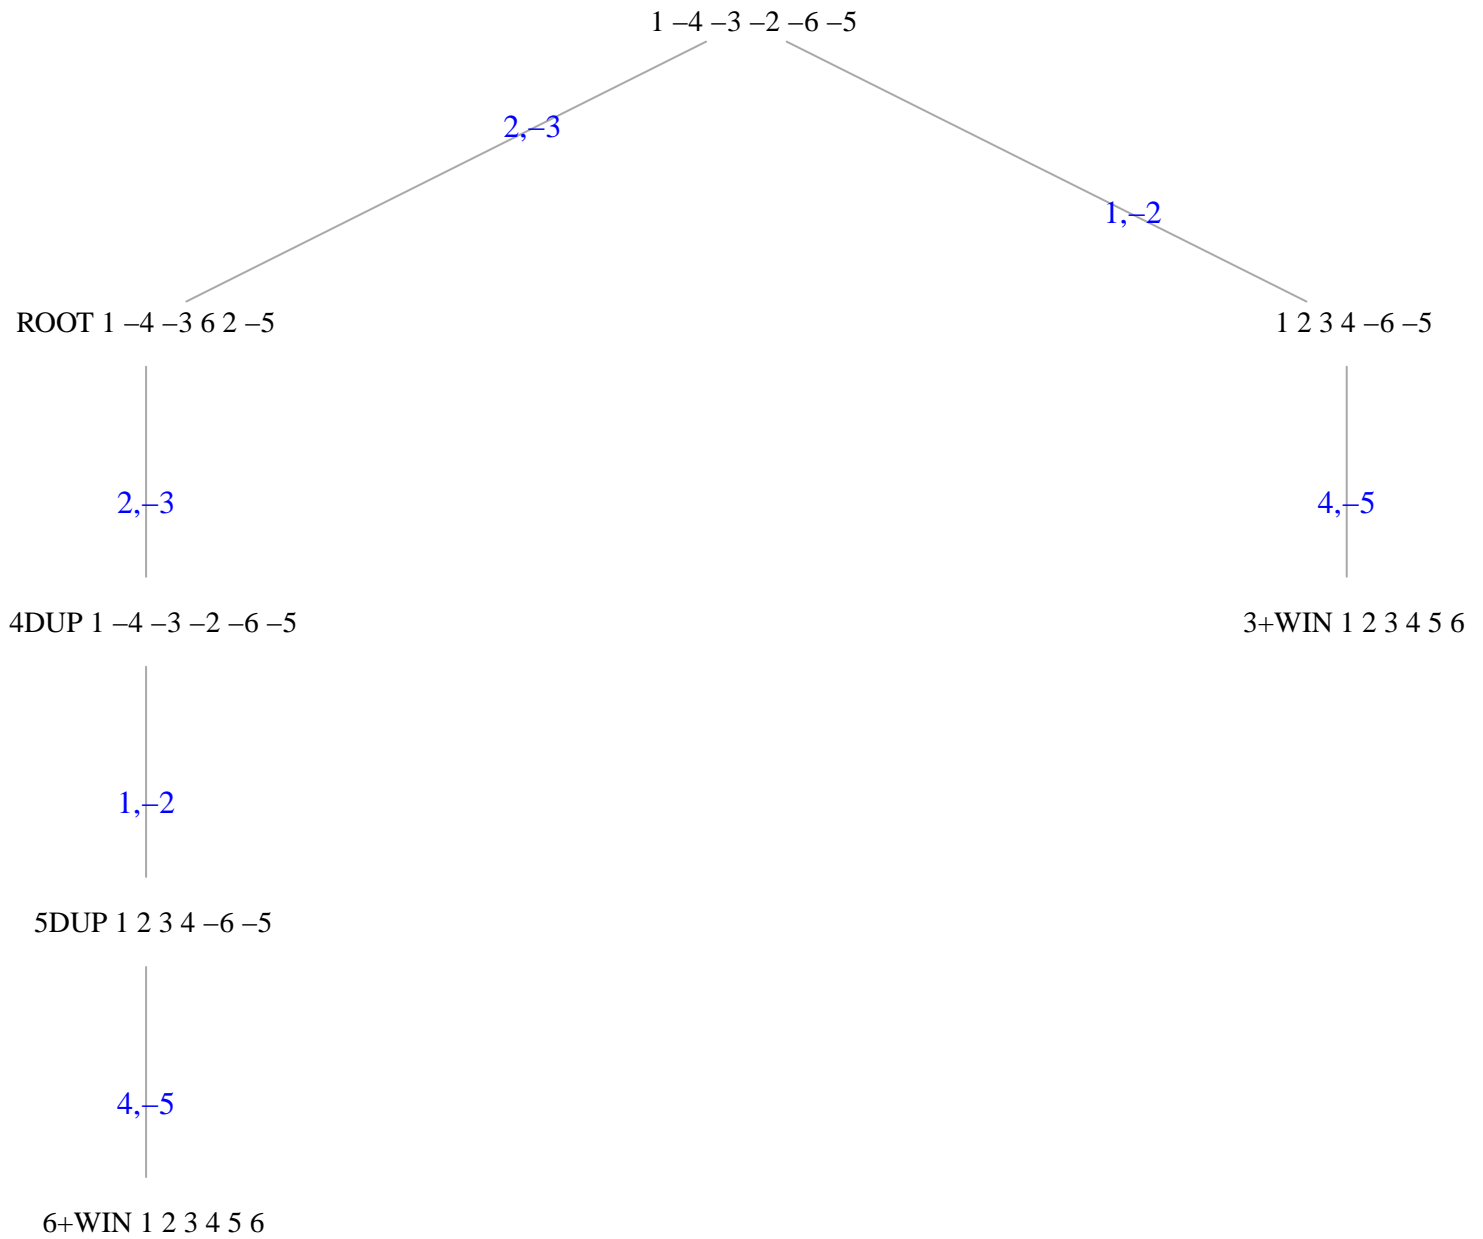 1 –4 –3 –2 –6 –5
2,–3
1,–2
ROOT 1 –4 –3 6 2 –5
1 2 3 4 –6 –5
2,–3
4,–5
4DUP 1 –4 –3 –2 –6 –5
3+WIN 1 2 3 4 5 6
1,–2
5DUP 1 2 3 4 –6 –5
4,–5
6+WIN 1 2 3 4 5 6